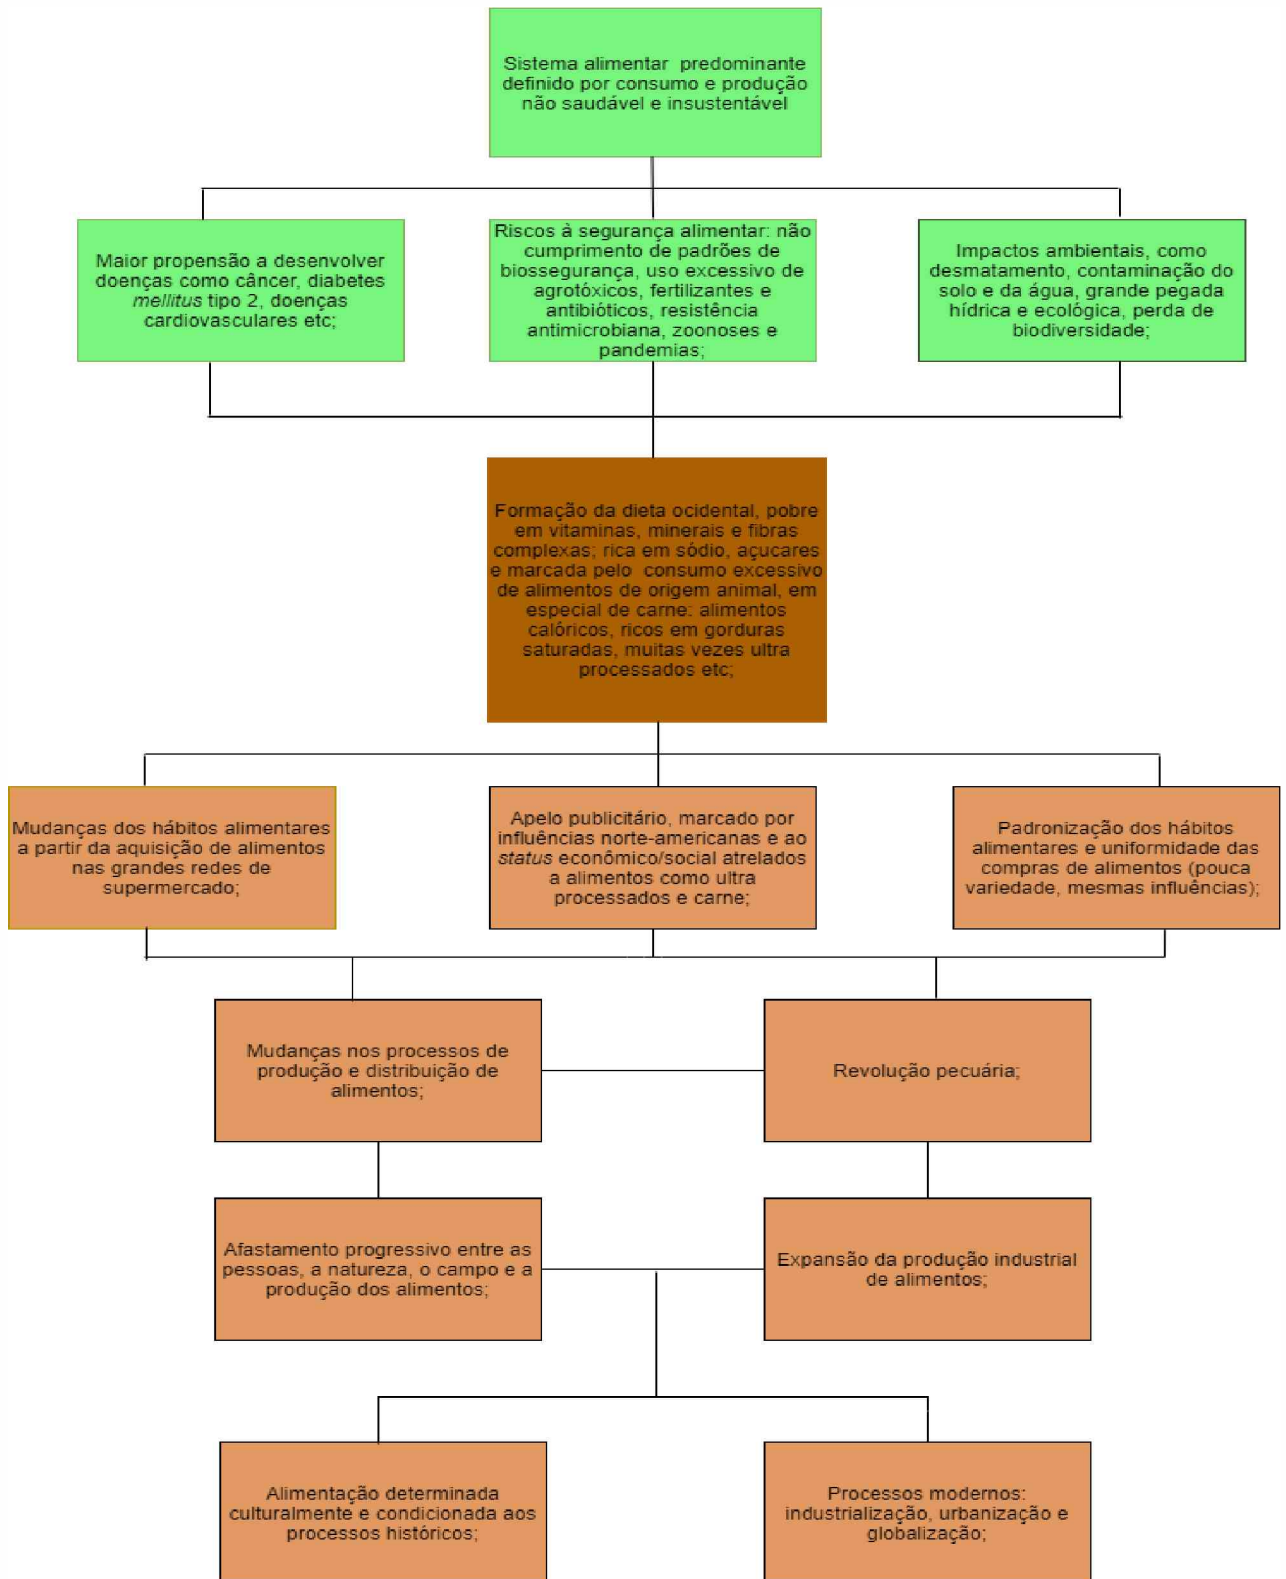 Sistema alimentar predominante
definido por consumo e produção
não saudável e insustentável
Maior propensão a desenvolver
doenças como câncer, diabetes
mellitus tipo 2, doenças
cardiovasculares etc;
Riscos à segurança alimentar: não
cumprimento de padrões de
biossegurança, uso excessivo de
agrotóxicos, fertilizantes e
antibióticos, resistência
antimicrobiana, zoonoses e
pandemias;
Impactos ambientais, como
desmatamento, contaminação do
solo e da água, grande pegada
hídrica e ecológica, perda de
biodiversidade;
Formação da dieta ocidental, pobre
em vitaminas, minerais e fibras
complexas; rica em sódio, açucares
e marcada pelo consumo excessivo
de alimentos de origem animal, em
especial de carne: alimentos
calóricos, ricos em gorduras
saturadas, muitas vezes ultra
processados etc;
Mudanças dos hábitos alimentares
a partir da aquisição de alimentos
nas grandes redes de
supermercado;
Apelo publicitário, marcado por
influências norte-americanas e ao
status econômico/social atrelados
a alimentos como ultra
processados e carne;
Padronização dos hábitos
alimentares e uniformidade das
compras de alimentos (pouca
variedade, mesmas influências);
Mudanças nos processos de
produção e distribuição de
alimentos;
Revolução pecuária;
Afastamento progressivo entre as
pessoas, a natureza, o campo e a
produção dos alimentos;
Expansão da produção industrial
de alimentos;
Alimentação determinada
culturalmente e condicionada aos
processos históricos;
Processos modernos:
industrialização, urbanização e
globalização;